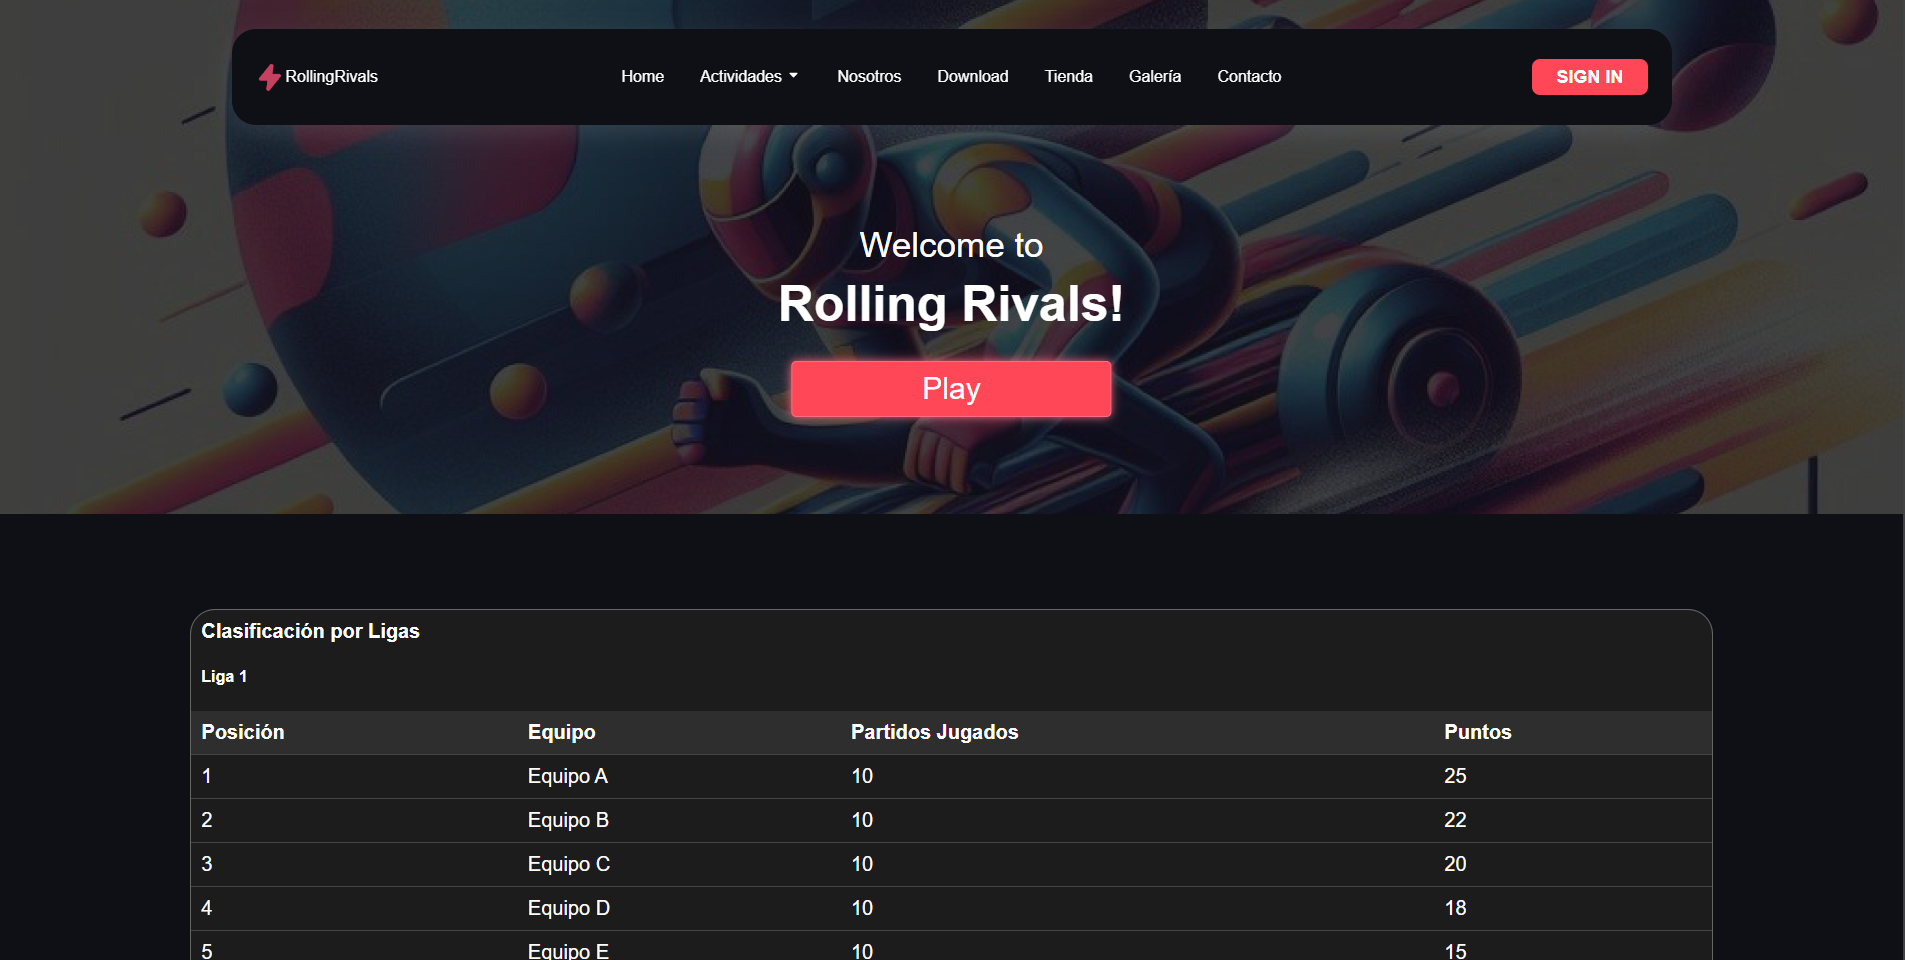 RollingRivals Home Actividades Nosotros Download Tienda Galería Contacto SIGN IN
Welcome to
Rolling Rivals!
Play
Clasificación por Ligas
Liga 1
Posición Equipo Partidos Jugados Puntos
1 Equipo A 10 25
2 Equipo B 10 22
3 Equipo C 10 20
4 Equipo D 10 18
5 Equipo E 10 15